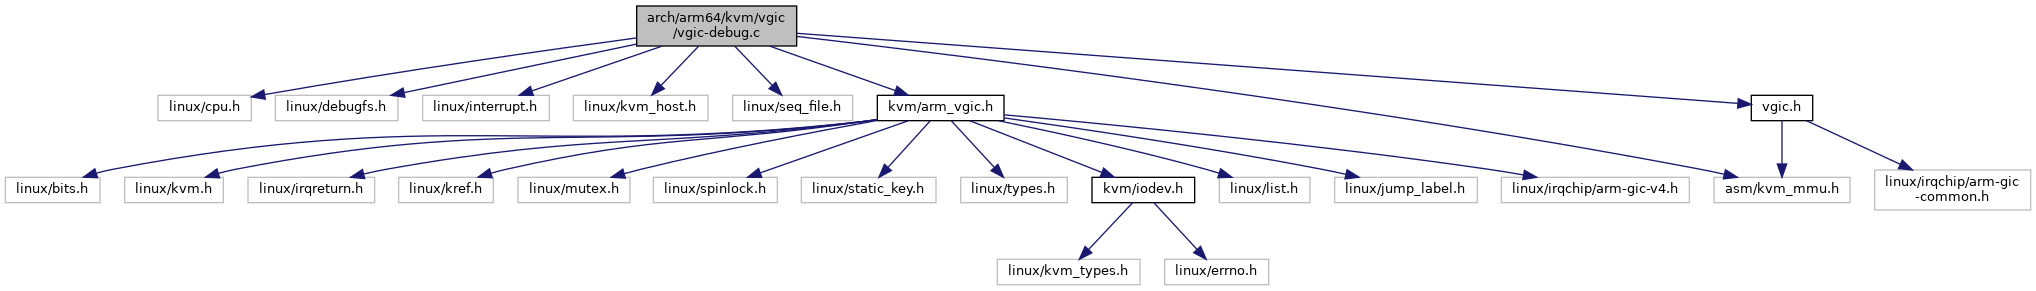 arch/arm64/kvm/vgic
/vgic-debug.c
linux/cpu.h
linux/debugfs.h
linux/interrupt.h
linux/kvm_host.h
linux/seq_file.h
kvm/arm_vgic.h
vgic.h
linux/bits.h
linux/kvm.h
linux/irqreturn.h
linux/kref.h
linux/mutex.h
linux/spinlock.h
linux/static_key.h
linux/types.h
kvm/iodev.h
linux/list.h
linux/jump_label.h
linux/irqchip/arm-gic-v4.h
asm/kvm_mmu.h
linux/irqchip/arm-gic
-common.h
linux/kvm_types.h
linux/errno.h